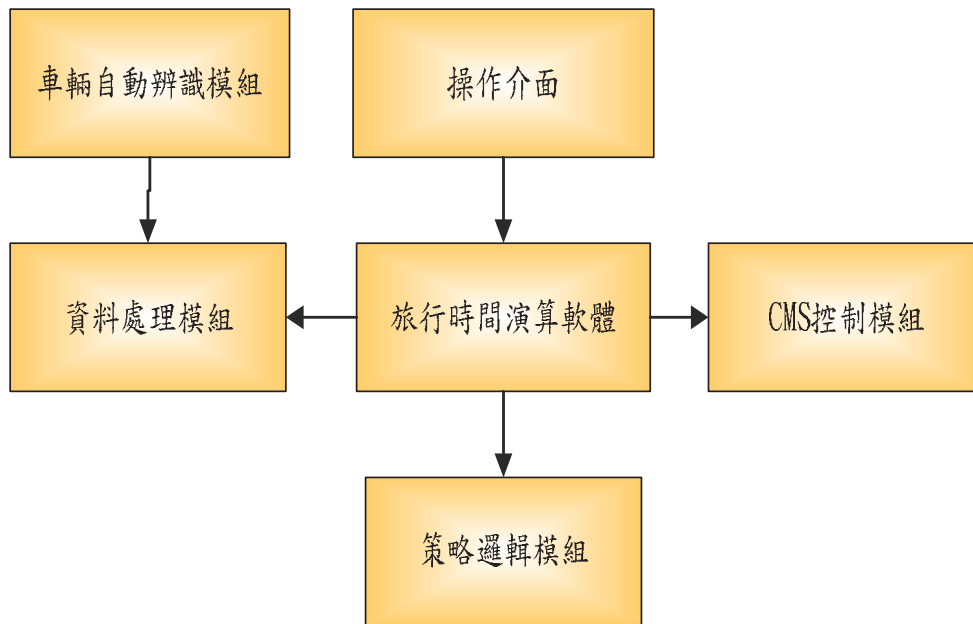 車輛自動辨識模組
操作介面
資料處理模組
旅行時間演算軟體
CMS控制模組
策略邏輯模組